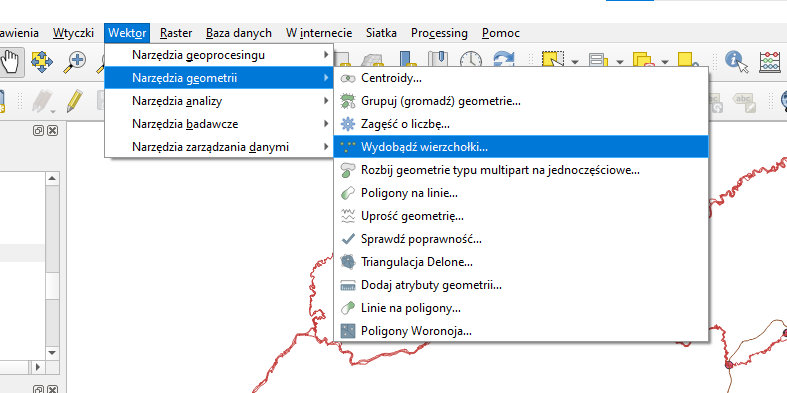 awienia Wtyczki Wektor Raster Baza danych W internecie Siatka Processing Pomoc
Narzędzia geoprocesingu
Narzędzia geometrii
Narzędzia analizy
Narzędzia badawcze
Narzędzia zarządzania danymi
Centroidy...
Grupuj (gromadź) geometrie...
Zagęść o liczbę...
Wydobądź wierzchołki...
Rozbij geometrie typu multipart na jednoczęściowe...
Poligony na linie...
Uprość geometrię...
Sprawdź poprawność...
Triangulacja Delone...
Dodaj atrybuty geometrii...
Linie na poligony...
Poligony Woronoja...